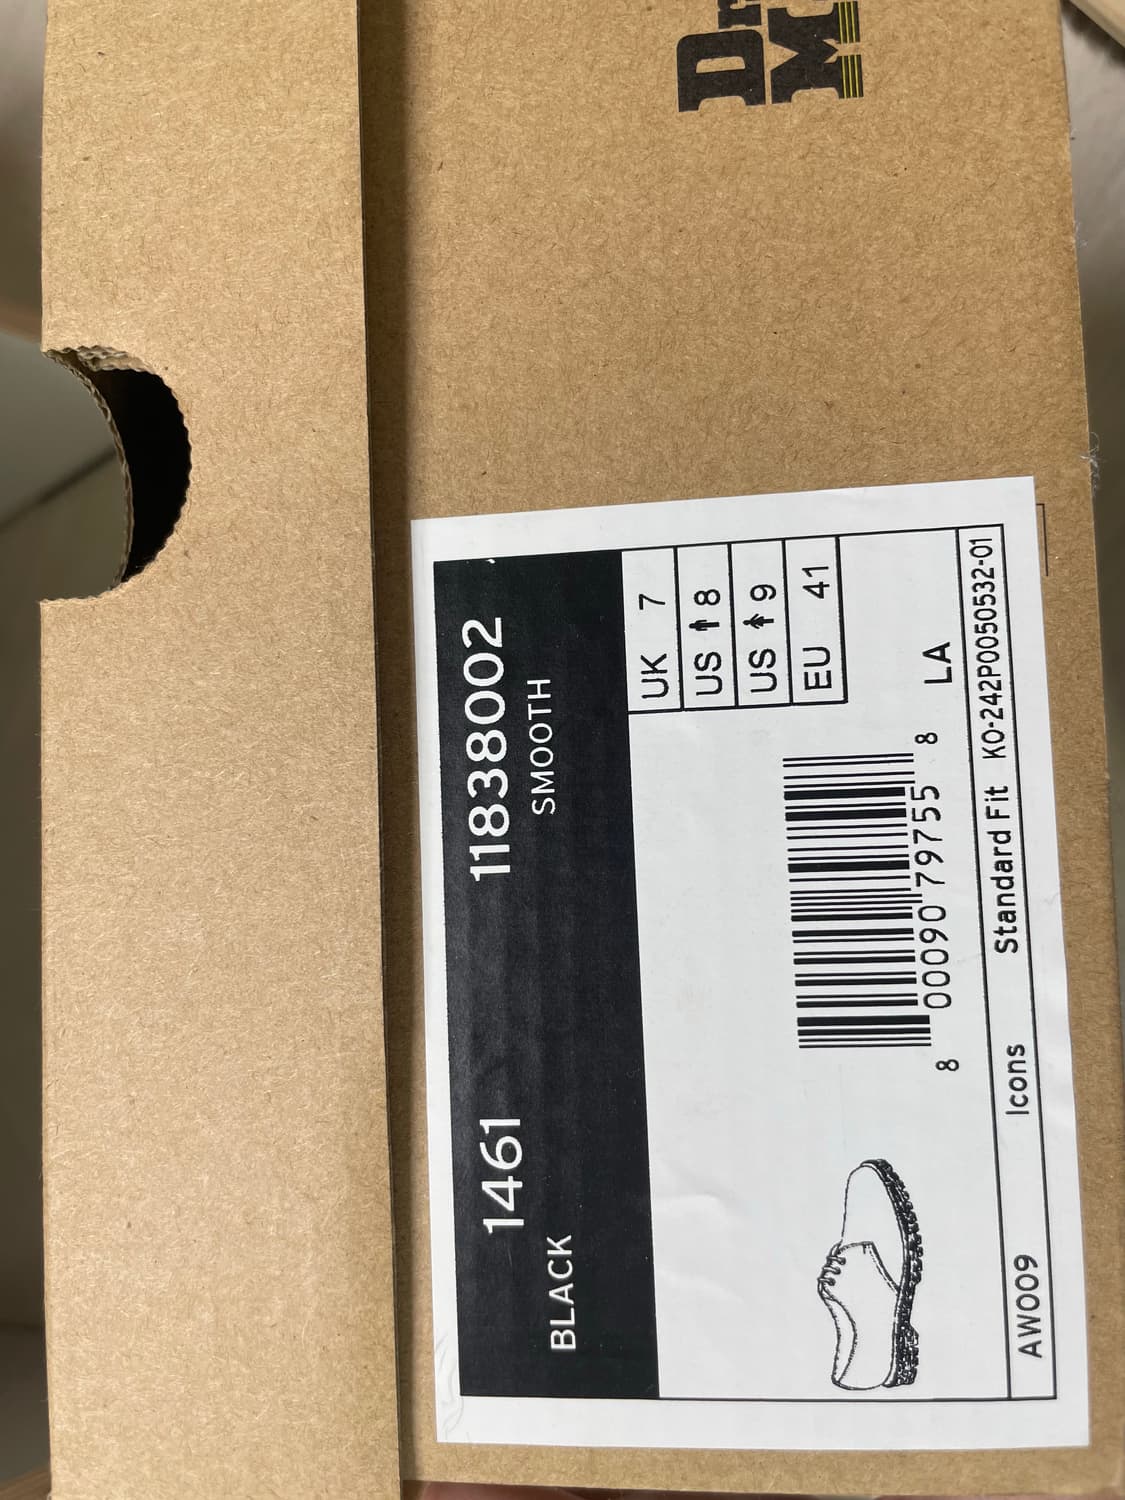 Dr
M
1461 11838002
BLACK SMOOTH
UK 7
US 8
US 9
EU 41
8 00090 79755 8
LA
AW009 Icons Standard Fit KO-242P0050532-01